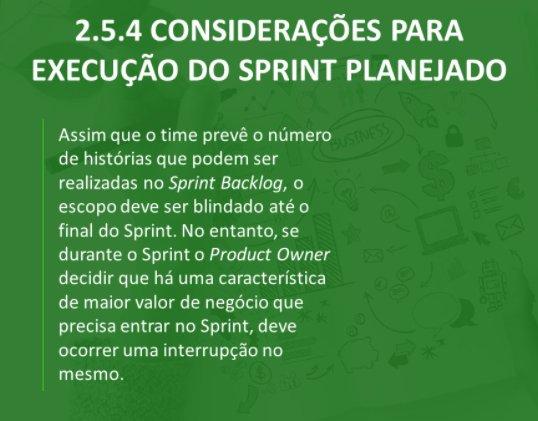 2.5.4 CONSIDERAÇÕES PARA
EXECUÇÃO DO SPRINT PLANEJADO
Assim que o time prevê o número
de histórias que podem ser
realizadas no Sprint Backlog, o
escopo deve ser blindado até o
final do Sprint. No entanto, se
durante o Sprint o Product Owner
decidir que há uma característica
de maior valor de negócio que
precisa entrar no Sprint, deve
ocorrer uma interrupção no
mesmo.
BUSINESS